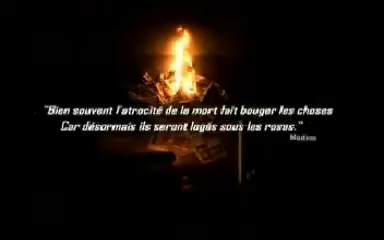 "Bien souvent l'atrocité de la mort fait bouger les choses
Car désormais ils seront logés sous les roses."